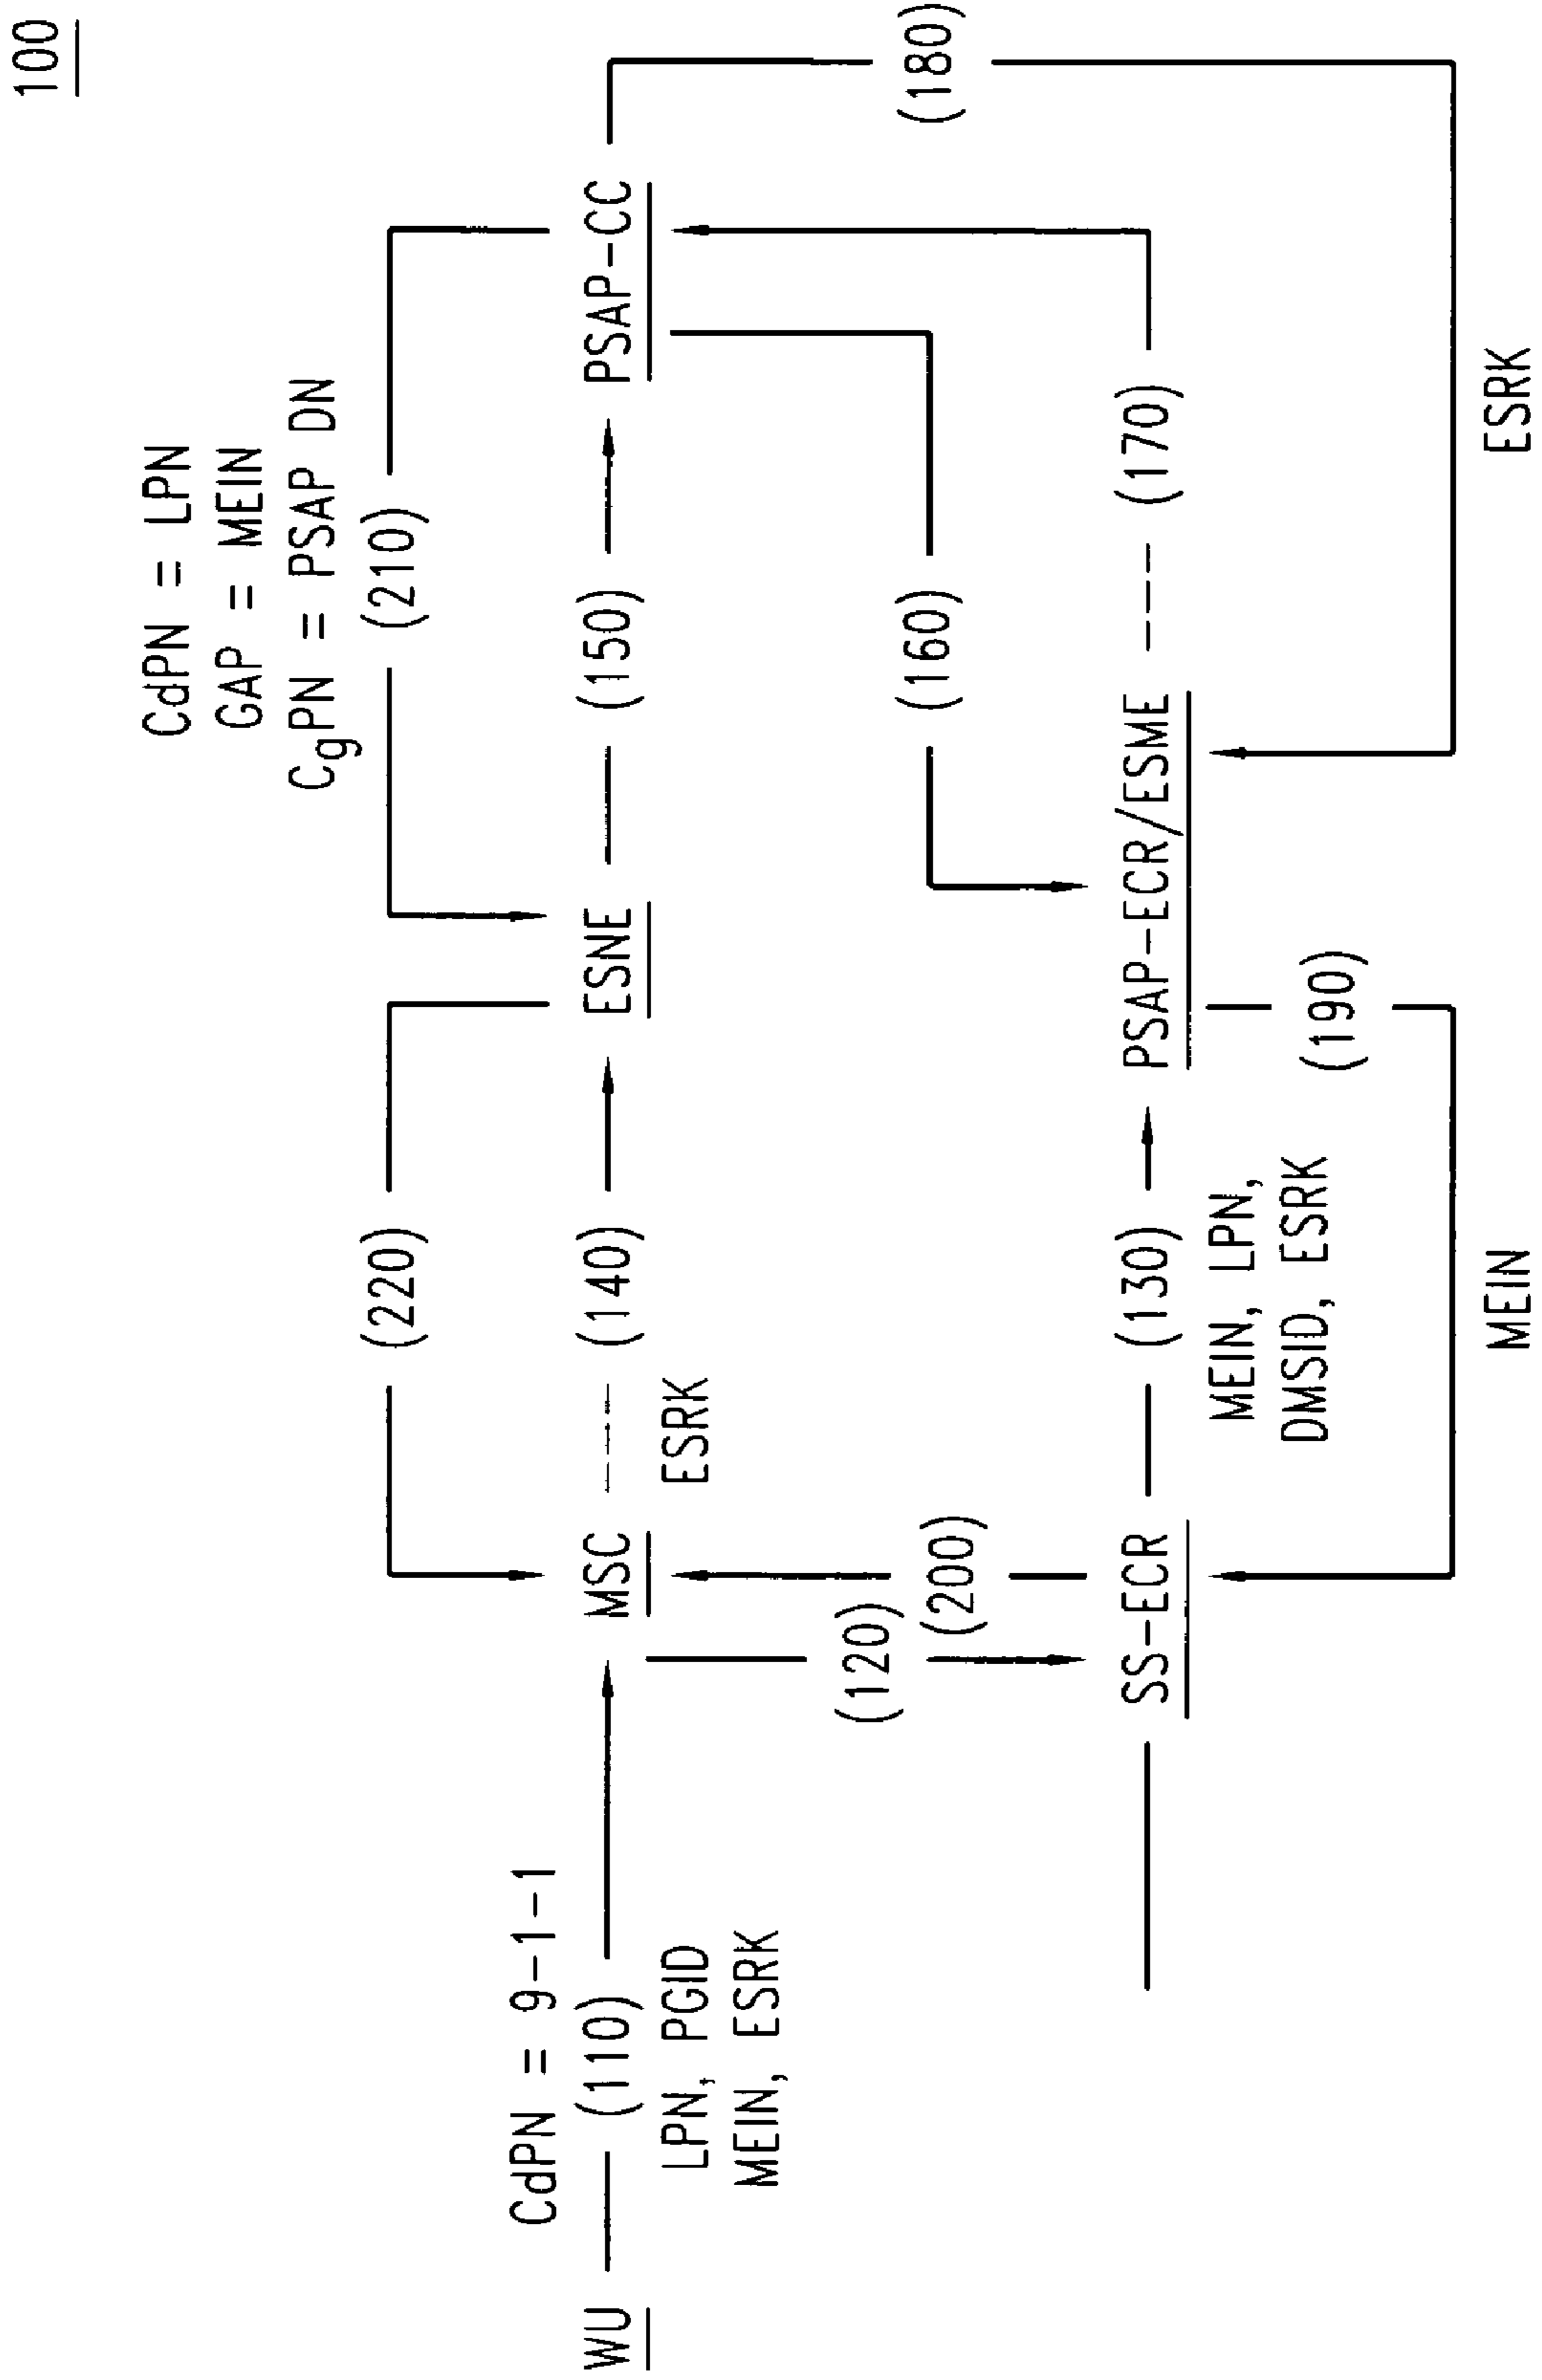 100
CdPN = LPN
GAP = MEIN
CgPN = PSAP DN
(220)
(210)
CdPN = 9-1-1
WU
(110)
MSC
(140)
ESNE
(150)
PSAP-CC
LPN, PGID
MEIN, ESRK
ESRK
(120)
(200)
(160)
(180)
SS-ECR
(130)
PSAP-ECR/ESME
(170)
MEIN, LPN,
DMSID, ESRK
(190)
MEIN
ESRK